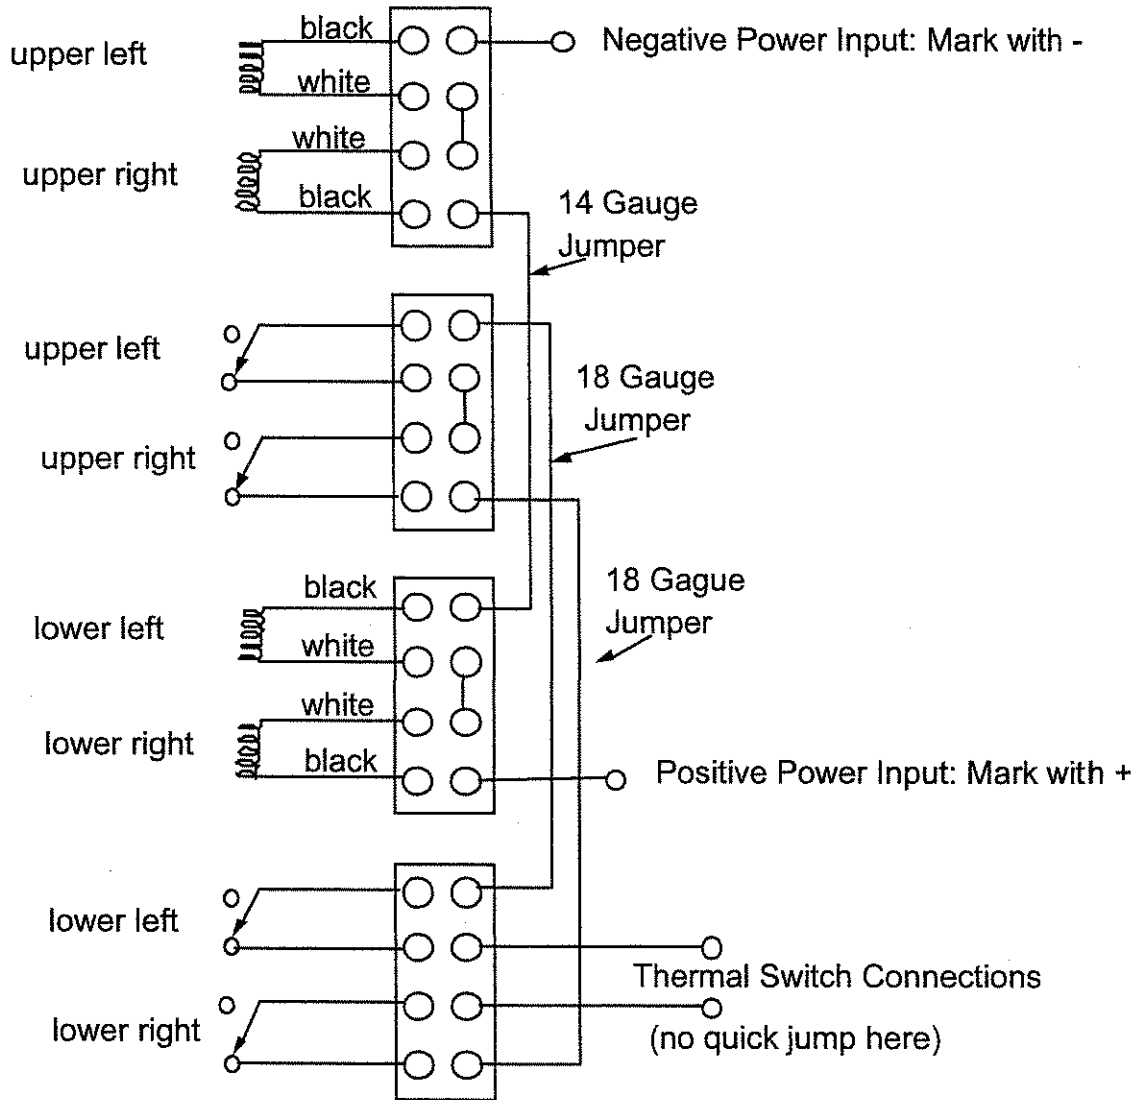 black
upper left
Negative Power Input: Mark with -
white
white
upper right
black
14 Gauge
Jumper
upper left
18 Gauge
Jumper
upper right
black
18 Gague
Jumper
lower left
white
white
lower right
black
Positive Power Input: Mark with +
lower left
Thermal Switch Connections
lower right
(no quick jump here)